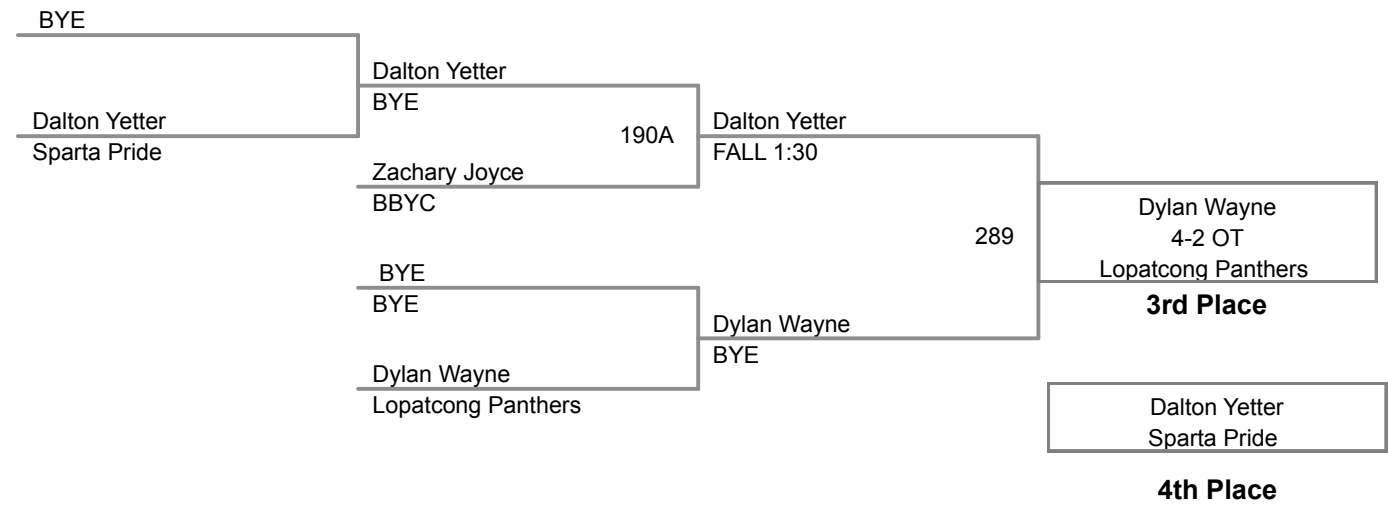 BYE
Dalton Yetter
Sparta Pride
Dalton Yetter
BYE
190A
Zachary Joyce
BBYC
BYE
BYE
Dylan Wayne
Lopatcong Panthers
Dalton Yetter
FALL 1:30
289
Dylan Wayne
BYE
Dylan Wayne
4-2 OT
Lopatcong Panthers
3rd Place
Dalton Yetter
Sparta Pride
4th Place